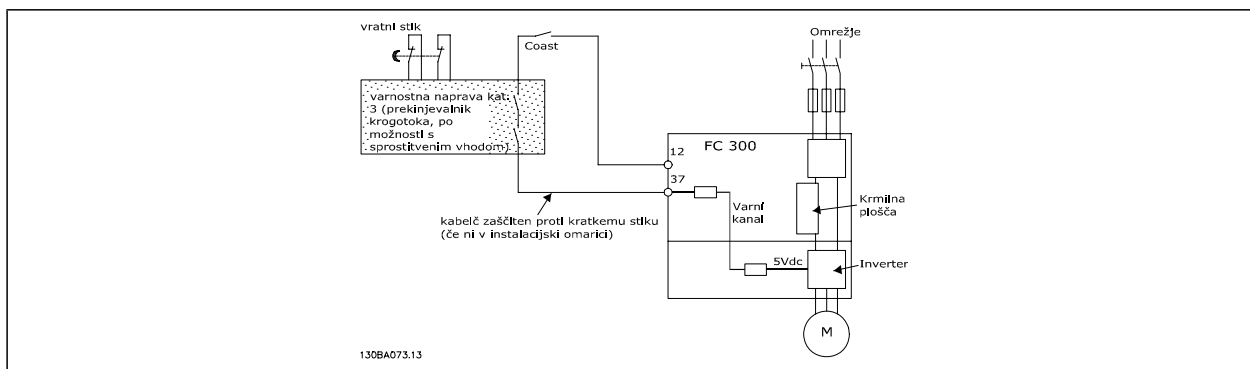 vratni stik
Coast
Omrežje
varnostna naprava kat.
3 (prekinjevalnik
krogotoka, po
možnosti s
sprostitvenim vhodom)
12
FC 300
37
Varni
kanal
Krmilna
plošča
kabelč zaščiten proti kratkemu stiku
(če ni v instalacijski omarici)
5Vdc
Inverter
M
130BA073.13